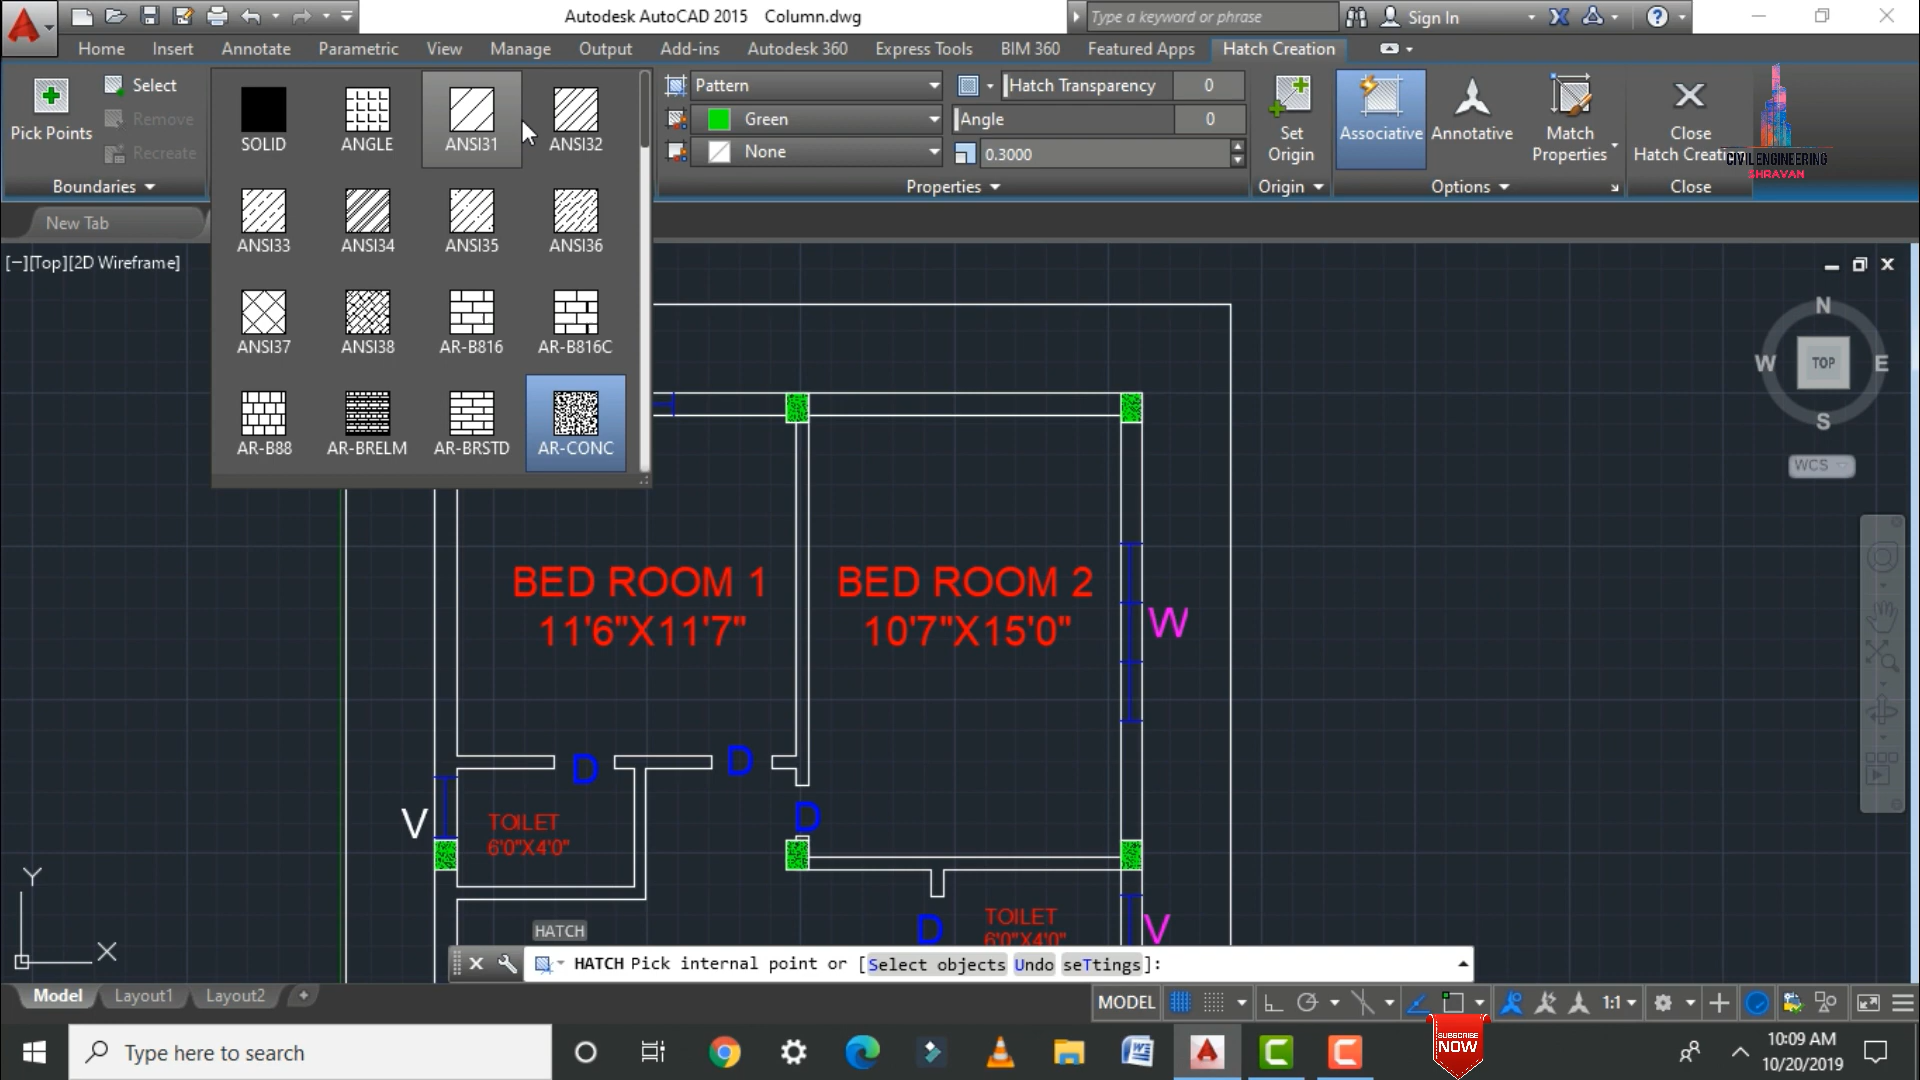 Autodesk AutoCAD 2015 Column.dwg
Type a keyword or phrase
Sign In
Home Insert Annotate Parametric View Manage Output Add-ins Autodesk 360 Express Tools BIM 360 Featured Apps Hatch Creation
Pick Points
Select
Remove
Recreate
Boundaries
SOLID ANGLE ANSI31 ANSI32
ANSI33 ANSI34 ANSI35 ANSI36
ANSI37 ANSI38 AR-B816 AR-B816C
AR-B88 AR-BRELM AR-BRSTD AR-CONC
Pattern
Green
None
Hatch Transparency 0
Angle 0
0.3000
Properties
Set
Origin
Origin
Associative
Annotative
Match
Properties
Options
Close
Hatch Creation
Close
CIVIL ENGINEERING
SHRAVAN
New Tab
[−][Top][2D Wireframe]
N
W TOP E
S
WCS
BED ROOM 1
11'6"X11'7"
BED ROOM 2
10'7"X15'0"
W
D
D
D
V
TOILET
6'0"X4'0"
D
TOILET
6'0"X4'0"
V
Y
X
HATCH
HATCH Pick internal point or [Select objects Undo seTtings]:
Model Layout1 Layout2
MODEL
1:1
SUBSCRIBE
NOW
Type here to search
10:09 AM
10/20/2019